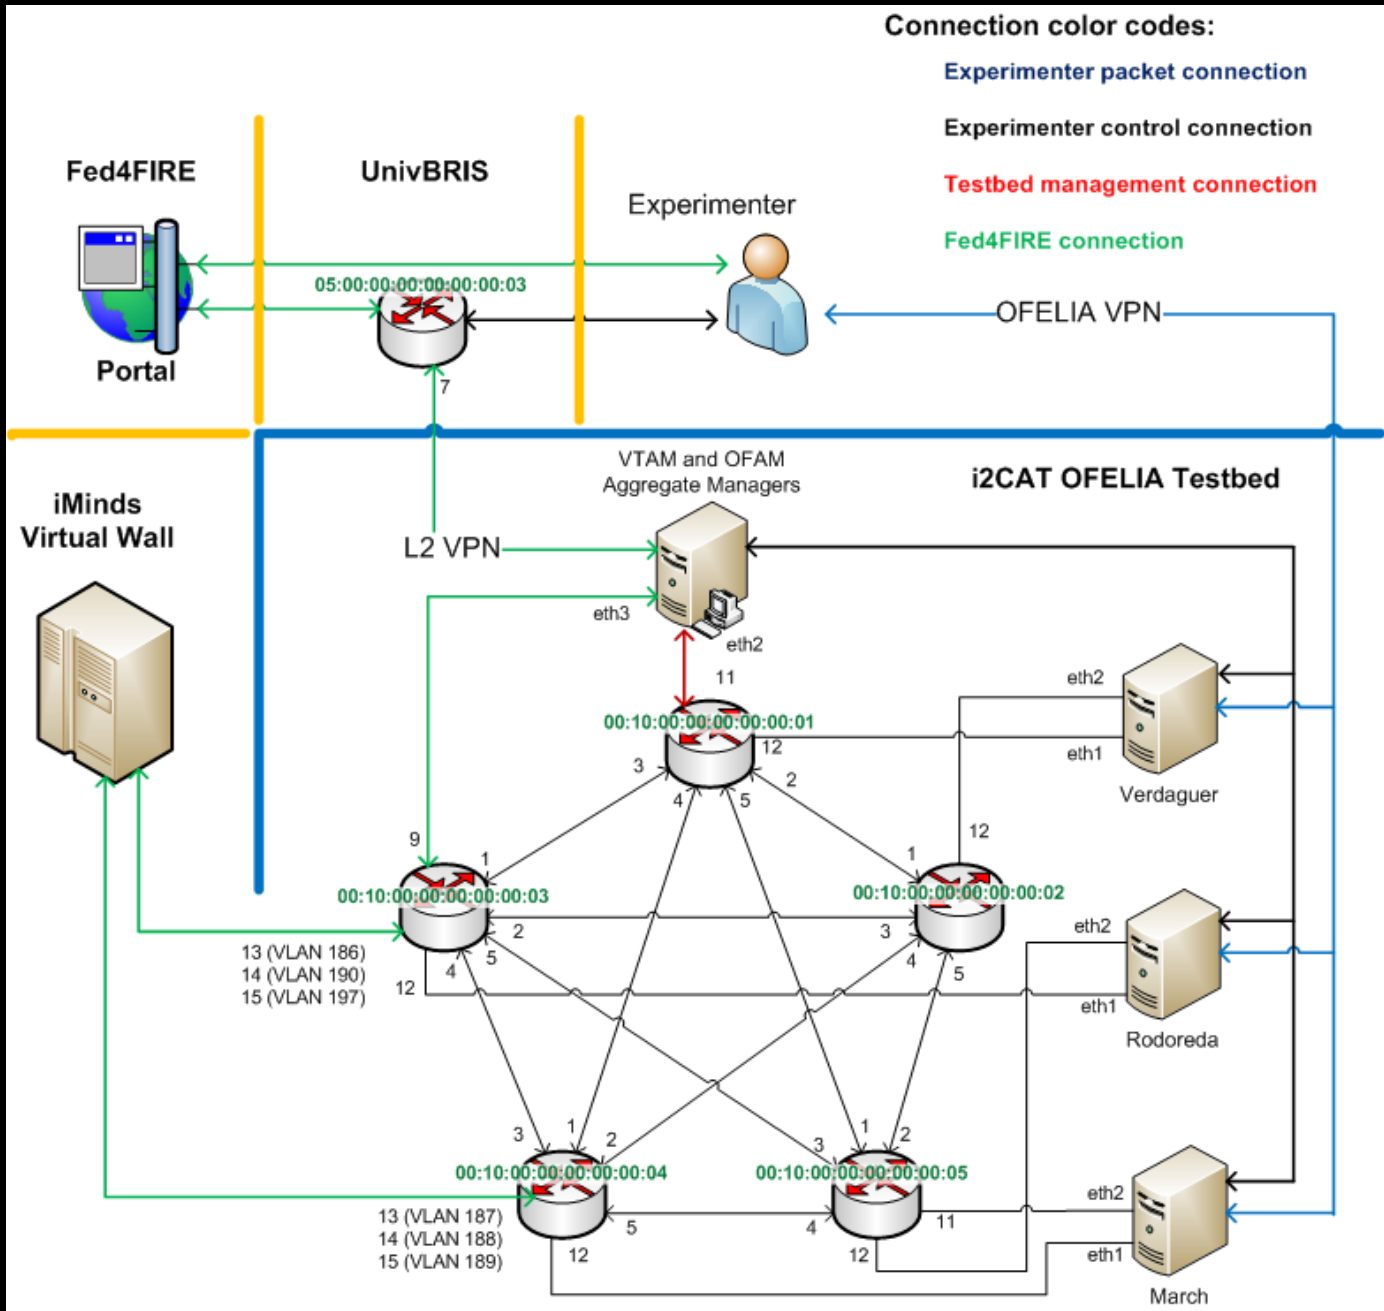 Connection color codes:
Experimenter packet connection
Experimenter control connection
Testbed management connection
Fed4FIRE connection
Fed4FIRE
UnivBRIS
Experimenter
05:00:00:00:00:00:00:03
OFELIA VPN
Portal
7
VTAM and OFAM
Aggregate Managers
i2CAT OFELIA Testbed
iMinds
Virtual Wall
L2 VPN
eth3
eth2
11
00:10:00:00:00:00:00:01
12
3
4
5
2
eth2
eth1
Verdaguer
9
1
12
1
00:10:00:00:00:00:00:03
00:10:00:00:00:00:00:02
2
5
4
12
3
4
5
13 (VLAN 186)
14 (VLAN 190)
15 (VLAN 197)
eth2
eth1
Rodoreda
3
1
2
1
2
3
00:10:00:00:00:00:00:04
00:10:00:00:00:00:00:05
13 (VLAN 187)
14 (VLAN 188)
15 (VLAN 189)
5
12
4
12
11
eth2
eth1
March